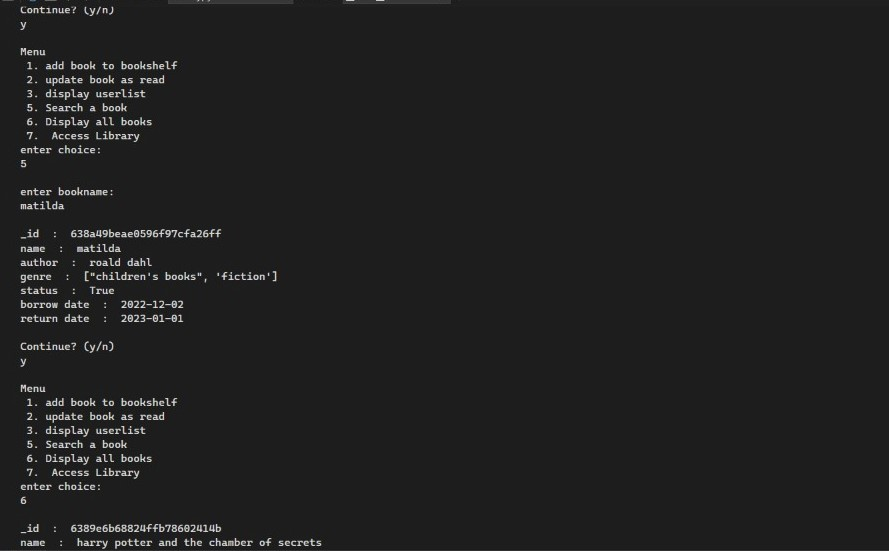 Continue? (y/n)
y
Menu
1. add book to bookshelf
2. update book as read
3. display userlist
5. Search a book
6. Display all books
7.  Access Library
enter choice:
5
enter bookname:
matilda
_id  :  638a49beae0596f97cfa26ff
name  :  matilda
author  :  roald dahl
genre  :  ["children's books", 'fiction']
status  :  True
borrow date  :  2022-12-02
return date  :  2023-01-01
Continue? (y/n)
y
Menu
1. add book to bookshelf
2. update book as read
3. display userlist
5. Search a book
6. Display all books
7.  Access Library
enter choice:
6
_id  :  6389e6b68824ffb78602414b
name  :  harry potter and the chamber of secrets